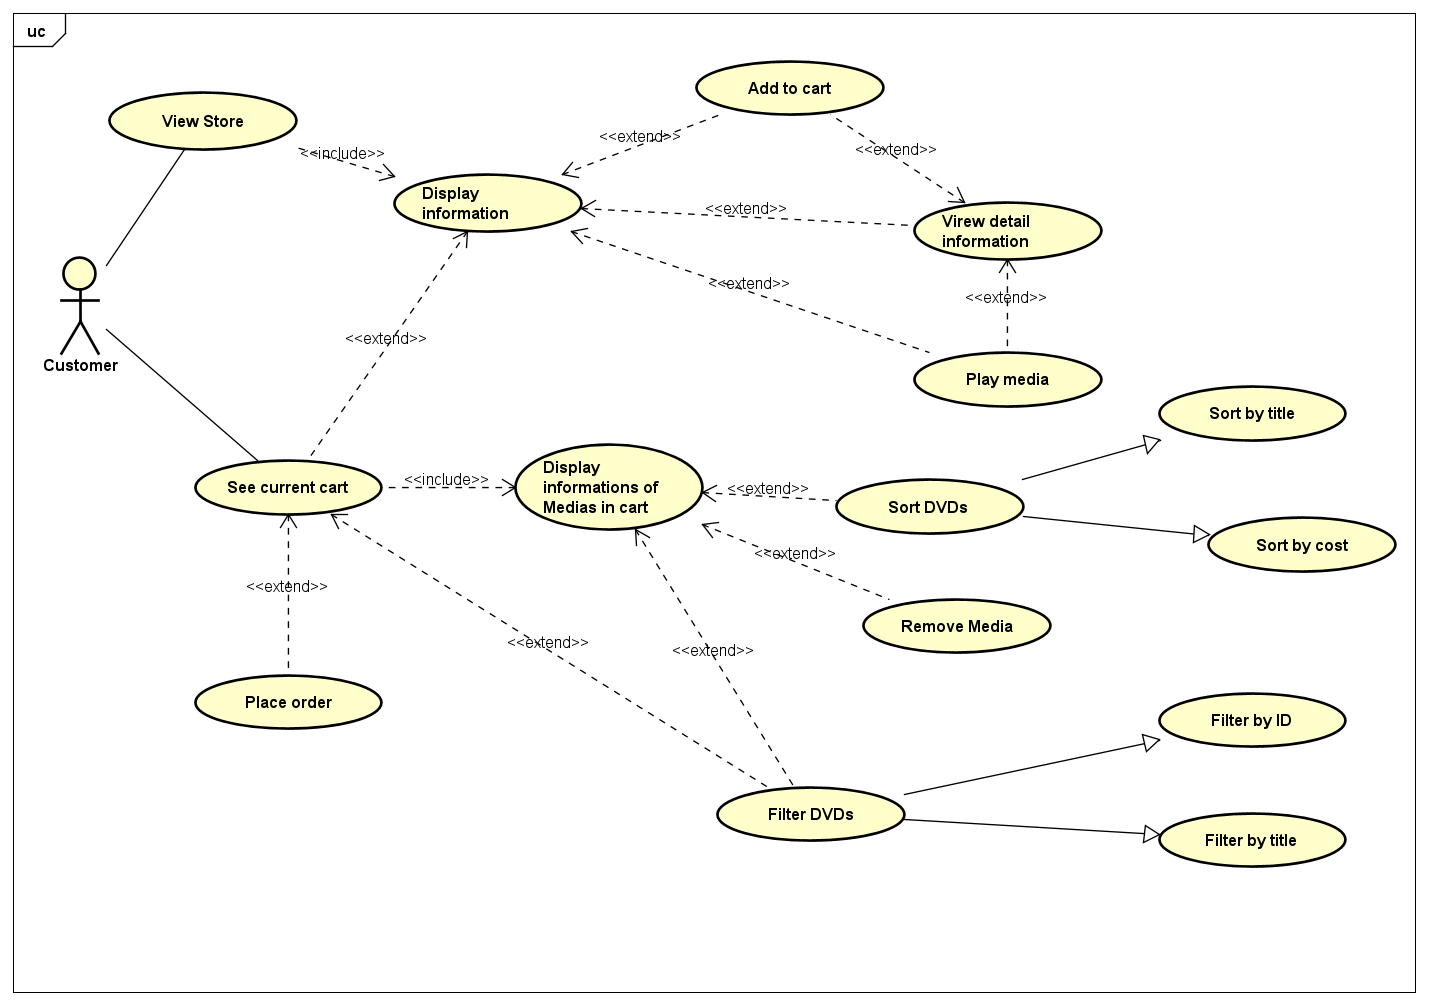 uc
View Store
Add to cart
<<include>>
<<extend>>
<<extend>>
Display
information
<<extend>>
Virew detail
information
<<extend>>
<<extend>>
<<extend>>
Customer
Play media
Sort by title
See current cart
<<include>>
Display
informations of
Medias in cart
<<extend>>
Sort DVDs
Sort by cost
<<extend>>
<<extend>>
Remove Media
<<extend>>
<<extend>>
Place order
Filter by ID
Filter DVDs
Filter by title